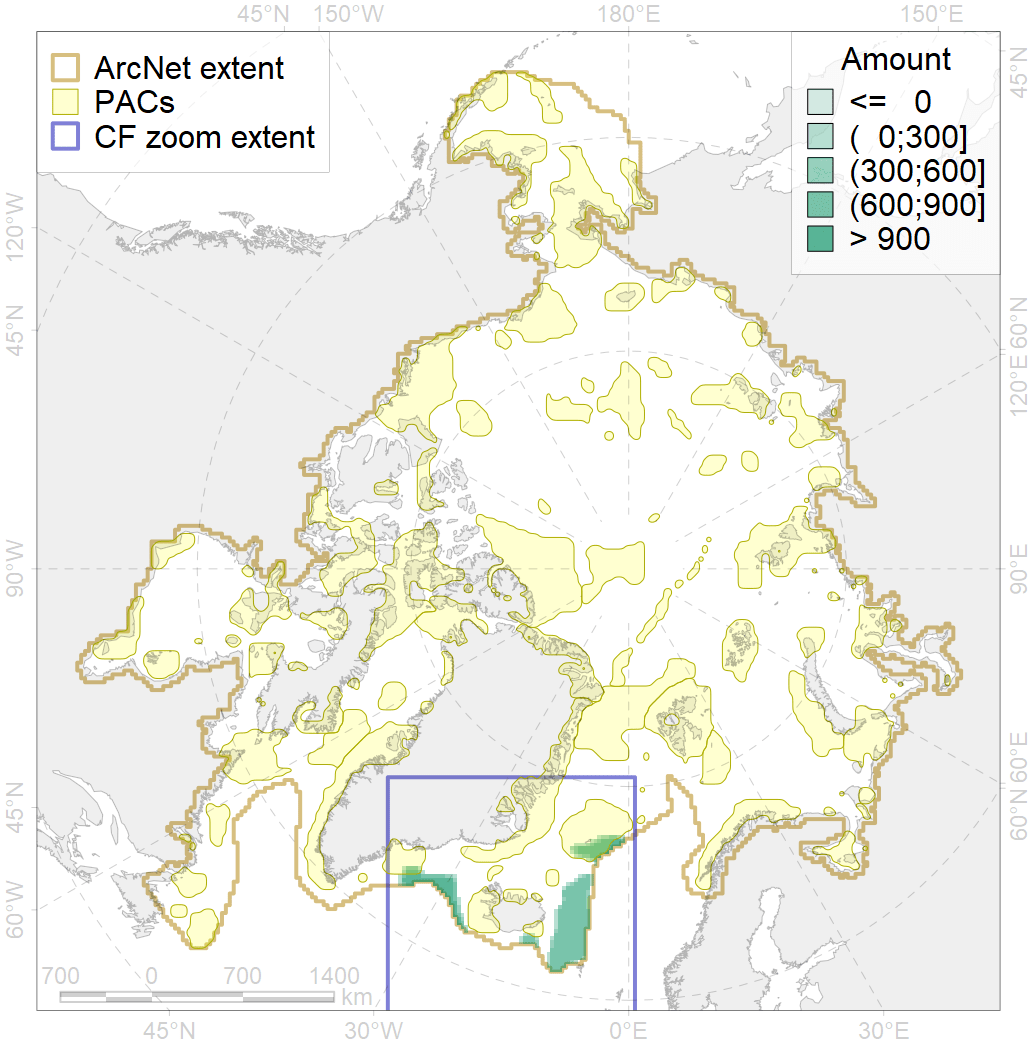 45°N 150°W 180°E 150°E
ArcNet extent
PACs
CF zoom extent
Amount
<= 0
( 0;300]
(300;600]
(600;900]
> 900
45°N
120°W
60°N
45°N
120°E
90°W
90°E
60°E
45°N
60°N
60°W
700 0 700 1400
km
45°N 30°W 0°E 30°E